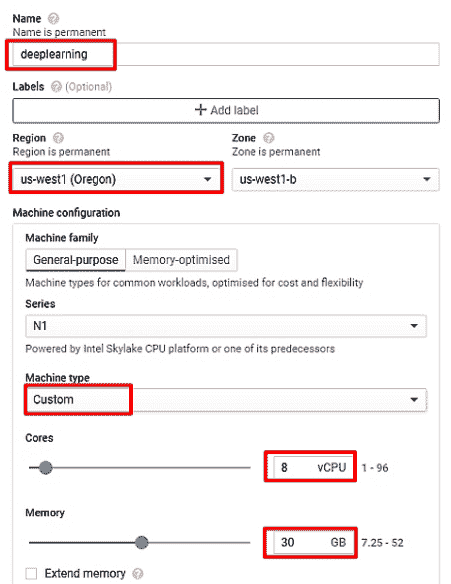 Name
Name is permanent
deeplearning
Labels (Optional)
+ Add label
Region Zone
Region is permanent Zone is permanent
us-west1 (Oregon) us-west1-b
Machine configuration
Machine family
General-purpose Memory-optimised
Machine types for common workloads, optimised for cost and flexibility
Series
N1
Powered by Intel Skylake CPU platform or one of its predecessors
Machine type
Custom
Cores
8 vCPU 1 - 96
Memory
30 GB 7.25 - 52
Extend memory